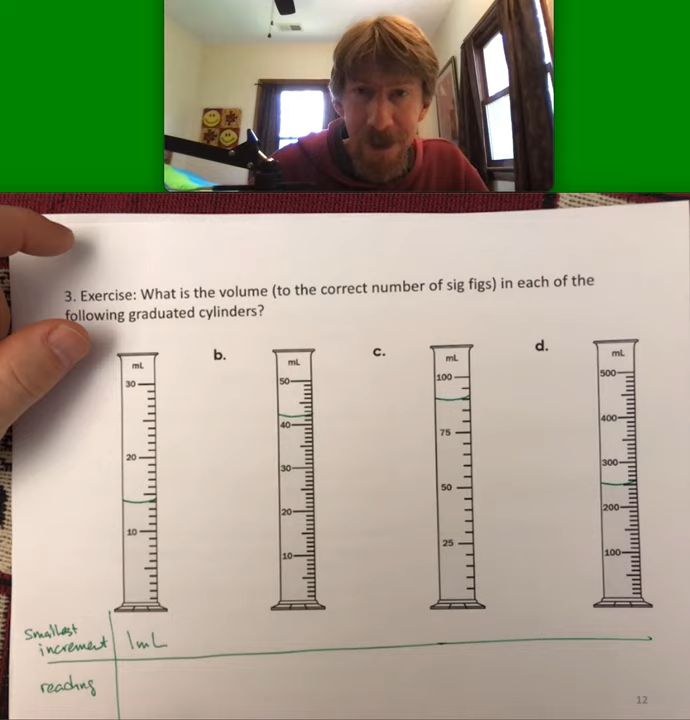 3. Exercise: What is the volume (to the correct number of sig figs) in each of the
following graduated cylinders?
b.
c.
d.
mL
30
20
10
mL
50
40
30
20
10
mL
100
75
50
25
mL
500
400
300
200
100
Smallest
increment
1mL
reading
12